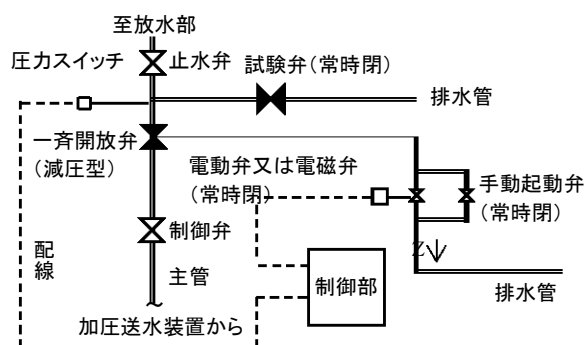 至放水部
圧力スイッチ
止水弁
試験弁(常時閉)
排水管
一斉開放弁
(減圧型)
電動弁又は電磁弁
(常時閉)
手動起動弁
(常時閉)
制御弁
配線
主管
制御部
Z
排水管
加圧送水装置から